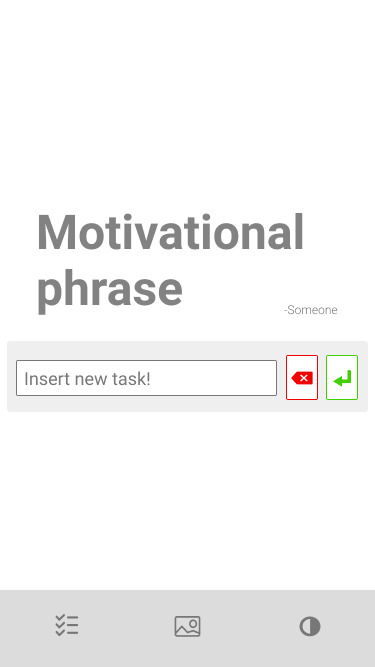 Motivational
phrase
-Someone
Insert new task!